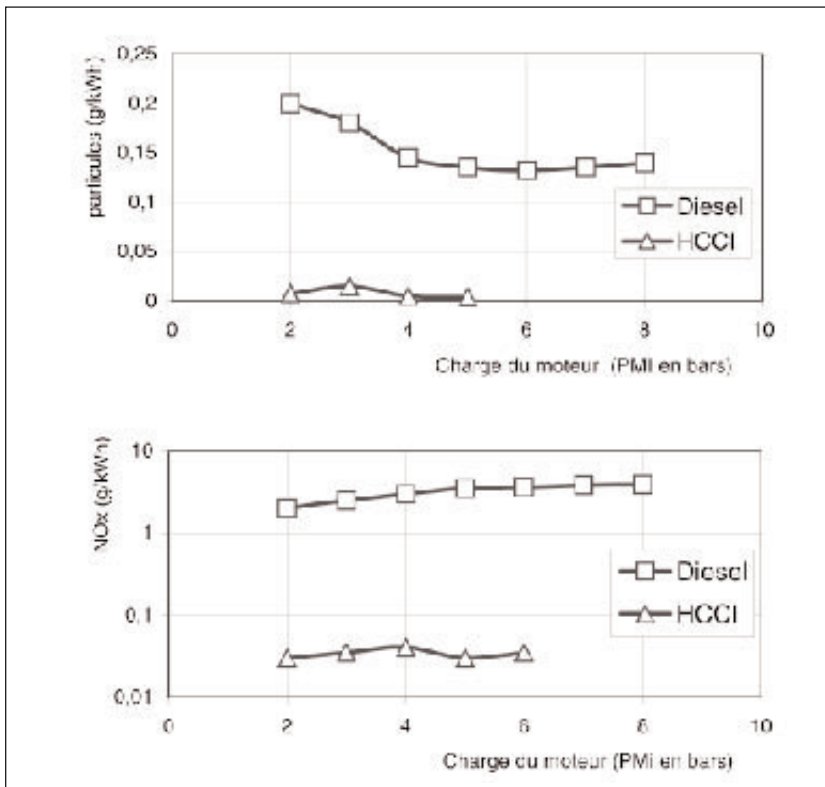 0,25
0,2
0,15
0,1
0,05
0
particules (g/kWh)
Diesel
HCCI
0 2 4 6 8 10
Charge du moteur (PMI en bars)
10
1
0,1
0,01
NOx (g/kWh)
Diesel
HCCI
0 2 4 6 8 10
Charge du moteur (PMi en bars)